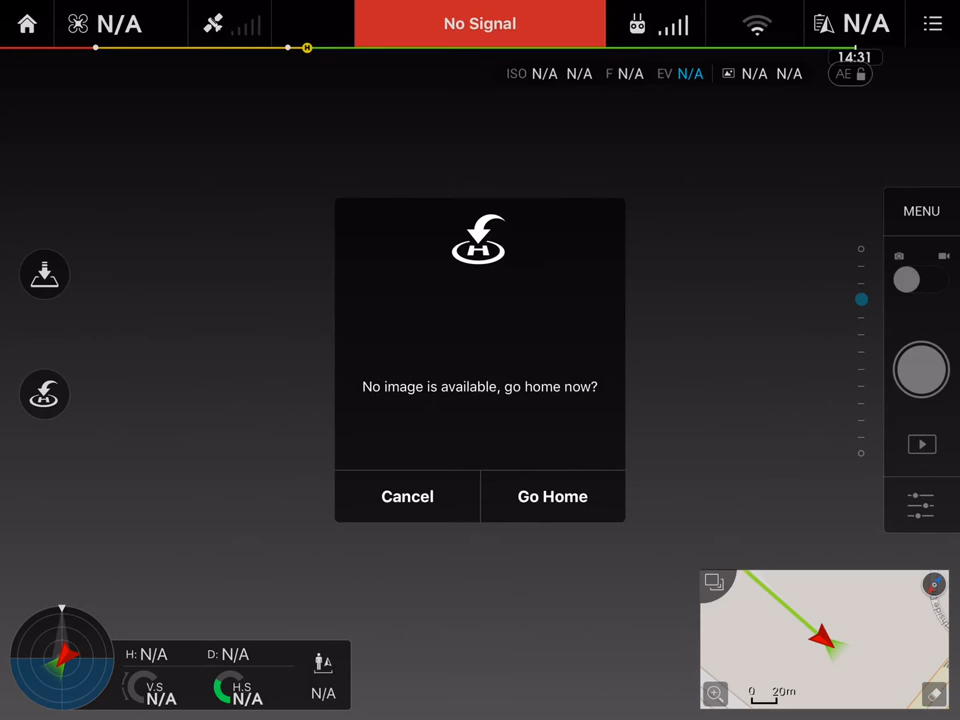 N/A
No Signal
N/A
H
14:31
ISO N/A N/A F N/A EV N/A N/A N/A
AE
MENU
H
No image is available, go home now?
Cancel
Go Home
H: N/A
D: N/A
V.S
N/A
H.S
N/A
N/A
0 20m